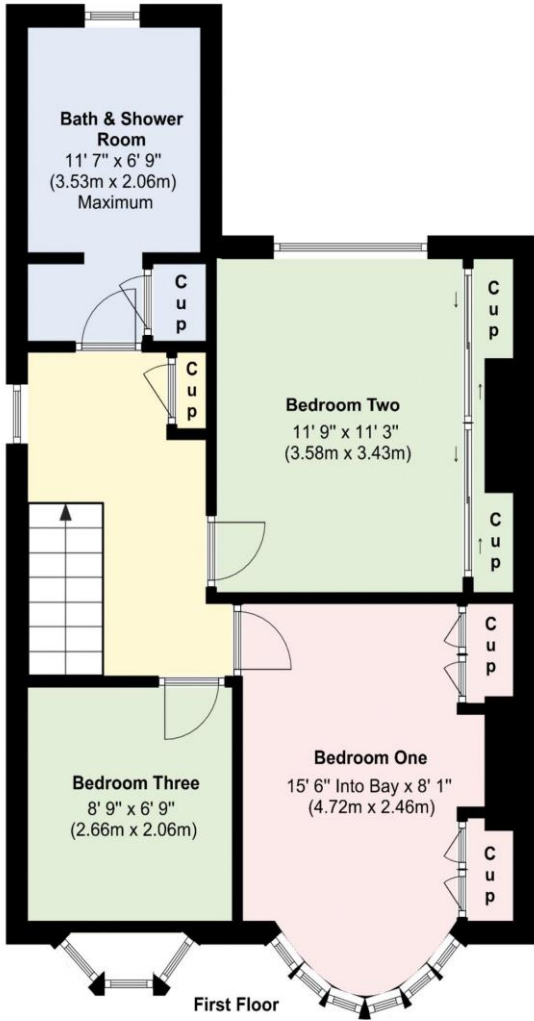 Bath & Shower
Room
11' 7" x 6' 9"
(3.53m x 2.06m)
Maximum
C
u
p
C
u
p
C
u
p
Bedroom Two
11' 9" x 11' 3"
(3.58m x 3.43m)
C
u
p
C
u
p
Bedroom One
15' 6" Into Bay x 8' 1"
(4.72m x 2.46m)
Bedroom Three
8' 9" x 6' 9"
(2.66m x 2.06m)
C
u
p
First Floor